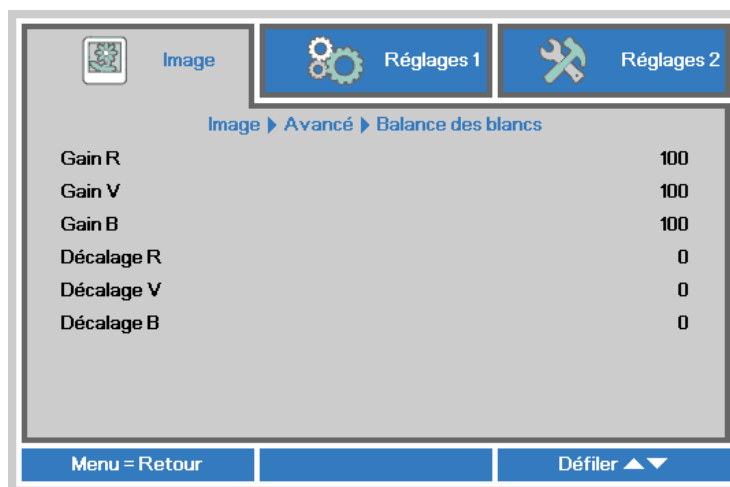 Image Réglages 1 Réglages 2
Image ▶ Avancé ▶ Balance des blancs
Gain R 100
Gain V 100
Gain B 100
Décalage R 0
Décalage V 0
Décalage B 0
Menu = Retour Défiler ▲▼